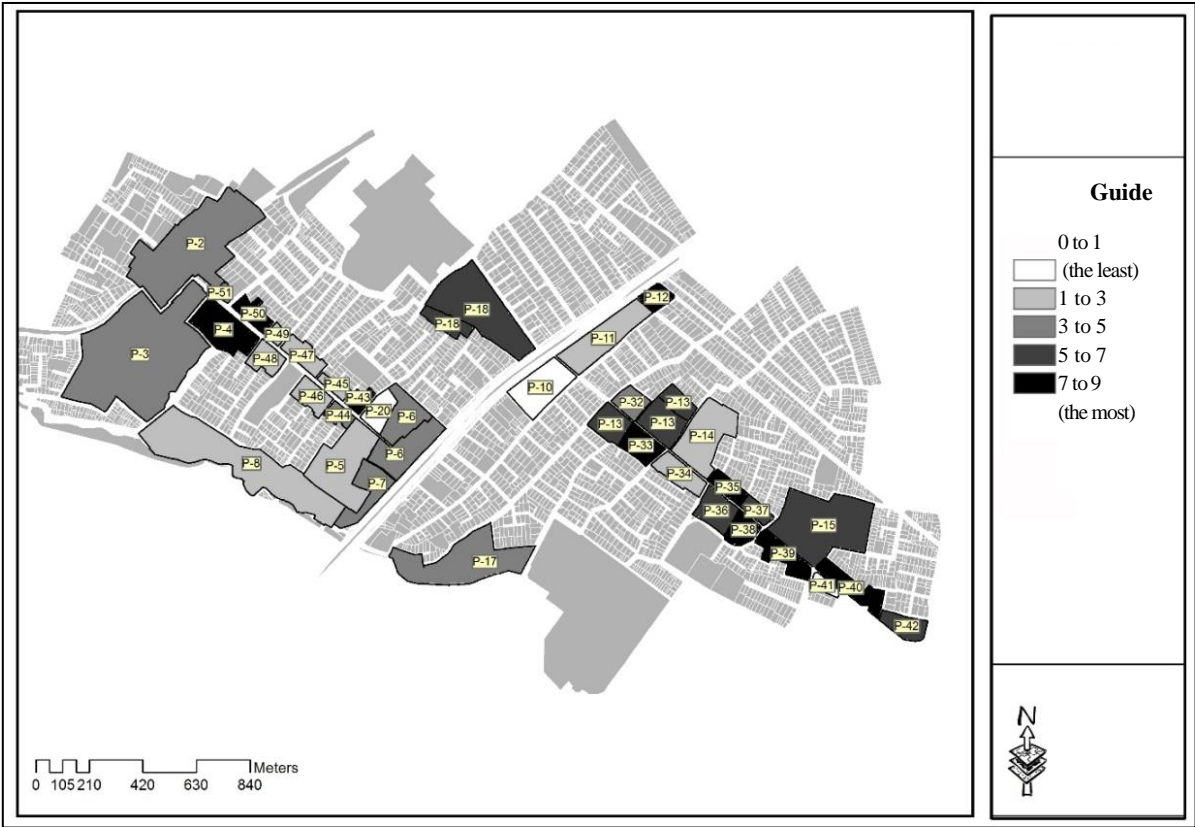 P-2
P-51
P-50
P-4
P-49
P-3
P-47
P-48
P-45
P-46
P-43
P-20
P-44
P-6
P-6
P-5
P-8
P-7
P-18
P-18
P-12
P-11
P-10
P-32
P-13
P-13
P-13
P-33
P-14
P-34
P-35
P-36
P-37
P-38
P-15
P-39
P-41
P-40
P-42
P-17
Meters
0 105 210 420 630 840
Guide
0 to 1
(the least)
1 to 3
3 to 5
5 to 7
7 to 9
(the most)
N